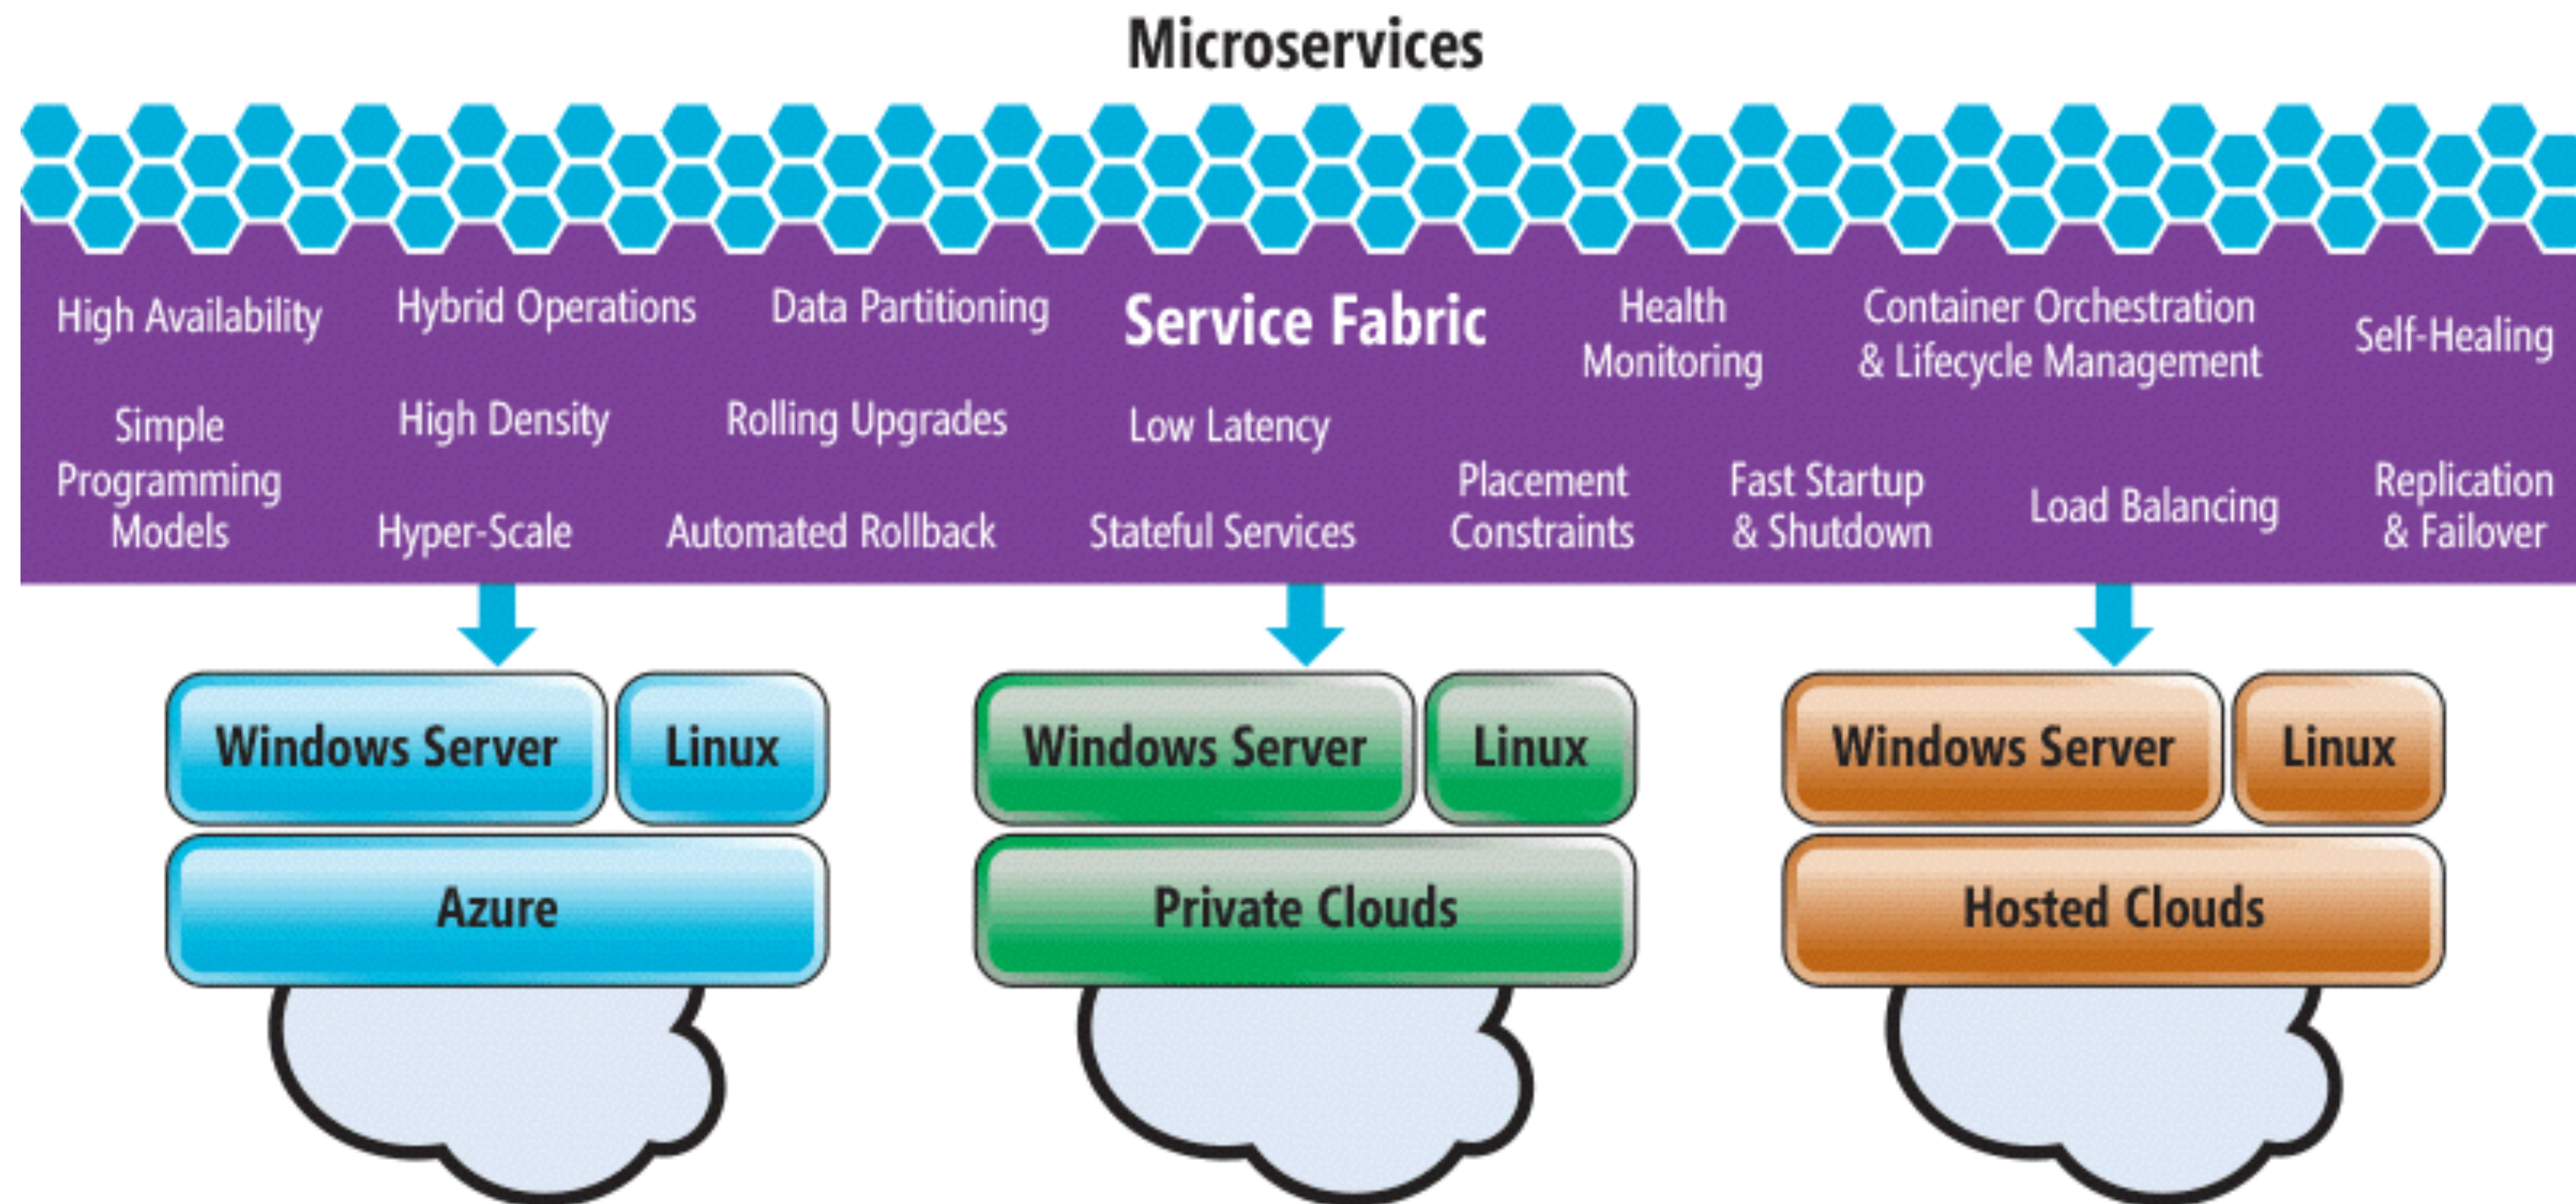 Microservices
High Availability
Hybrid Operations
Data Partitioning
Service Fabric
Health
Monitoring
Container Orchestration
& Lifecycle Management
Self-Healing
Simple
Programming
Models
High Density
Rolling Upgrades
Low Latency
Hyper-Scale
Automated Rollback
Stateful Services
Placement
Constraints
Fast Startup
& Shutdown
Load Balancing
Replication
& Failover
Windows Server
Linux
Windows Server
Linux
Windows Server
Linux
Azure
Private Clouds
Hosted Clouds